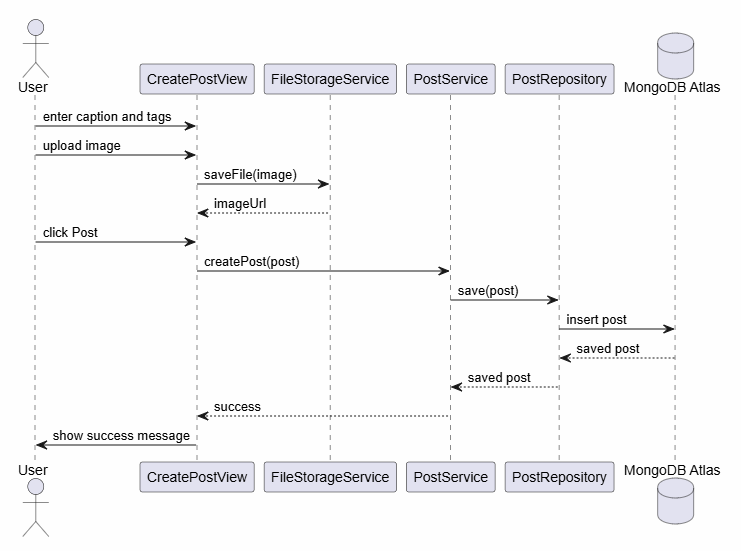 User
CreatePostView
FileStorageService
PostService
PostRepository
MongoDB Atlas
enter caption and tags
upload image
saveFile(image)
imageUrl
click Post
createPost(post)
save(post)
insert post
saved post
saved post
success
show success message
User
CreatePostView
FileStorageService
PostService
PostRepository
MongoDB Atlas